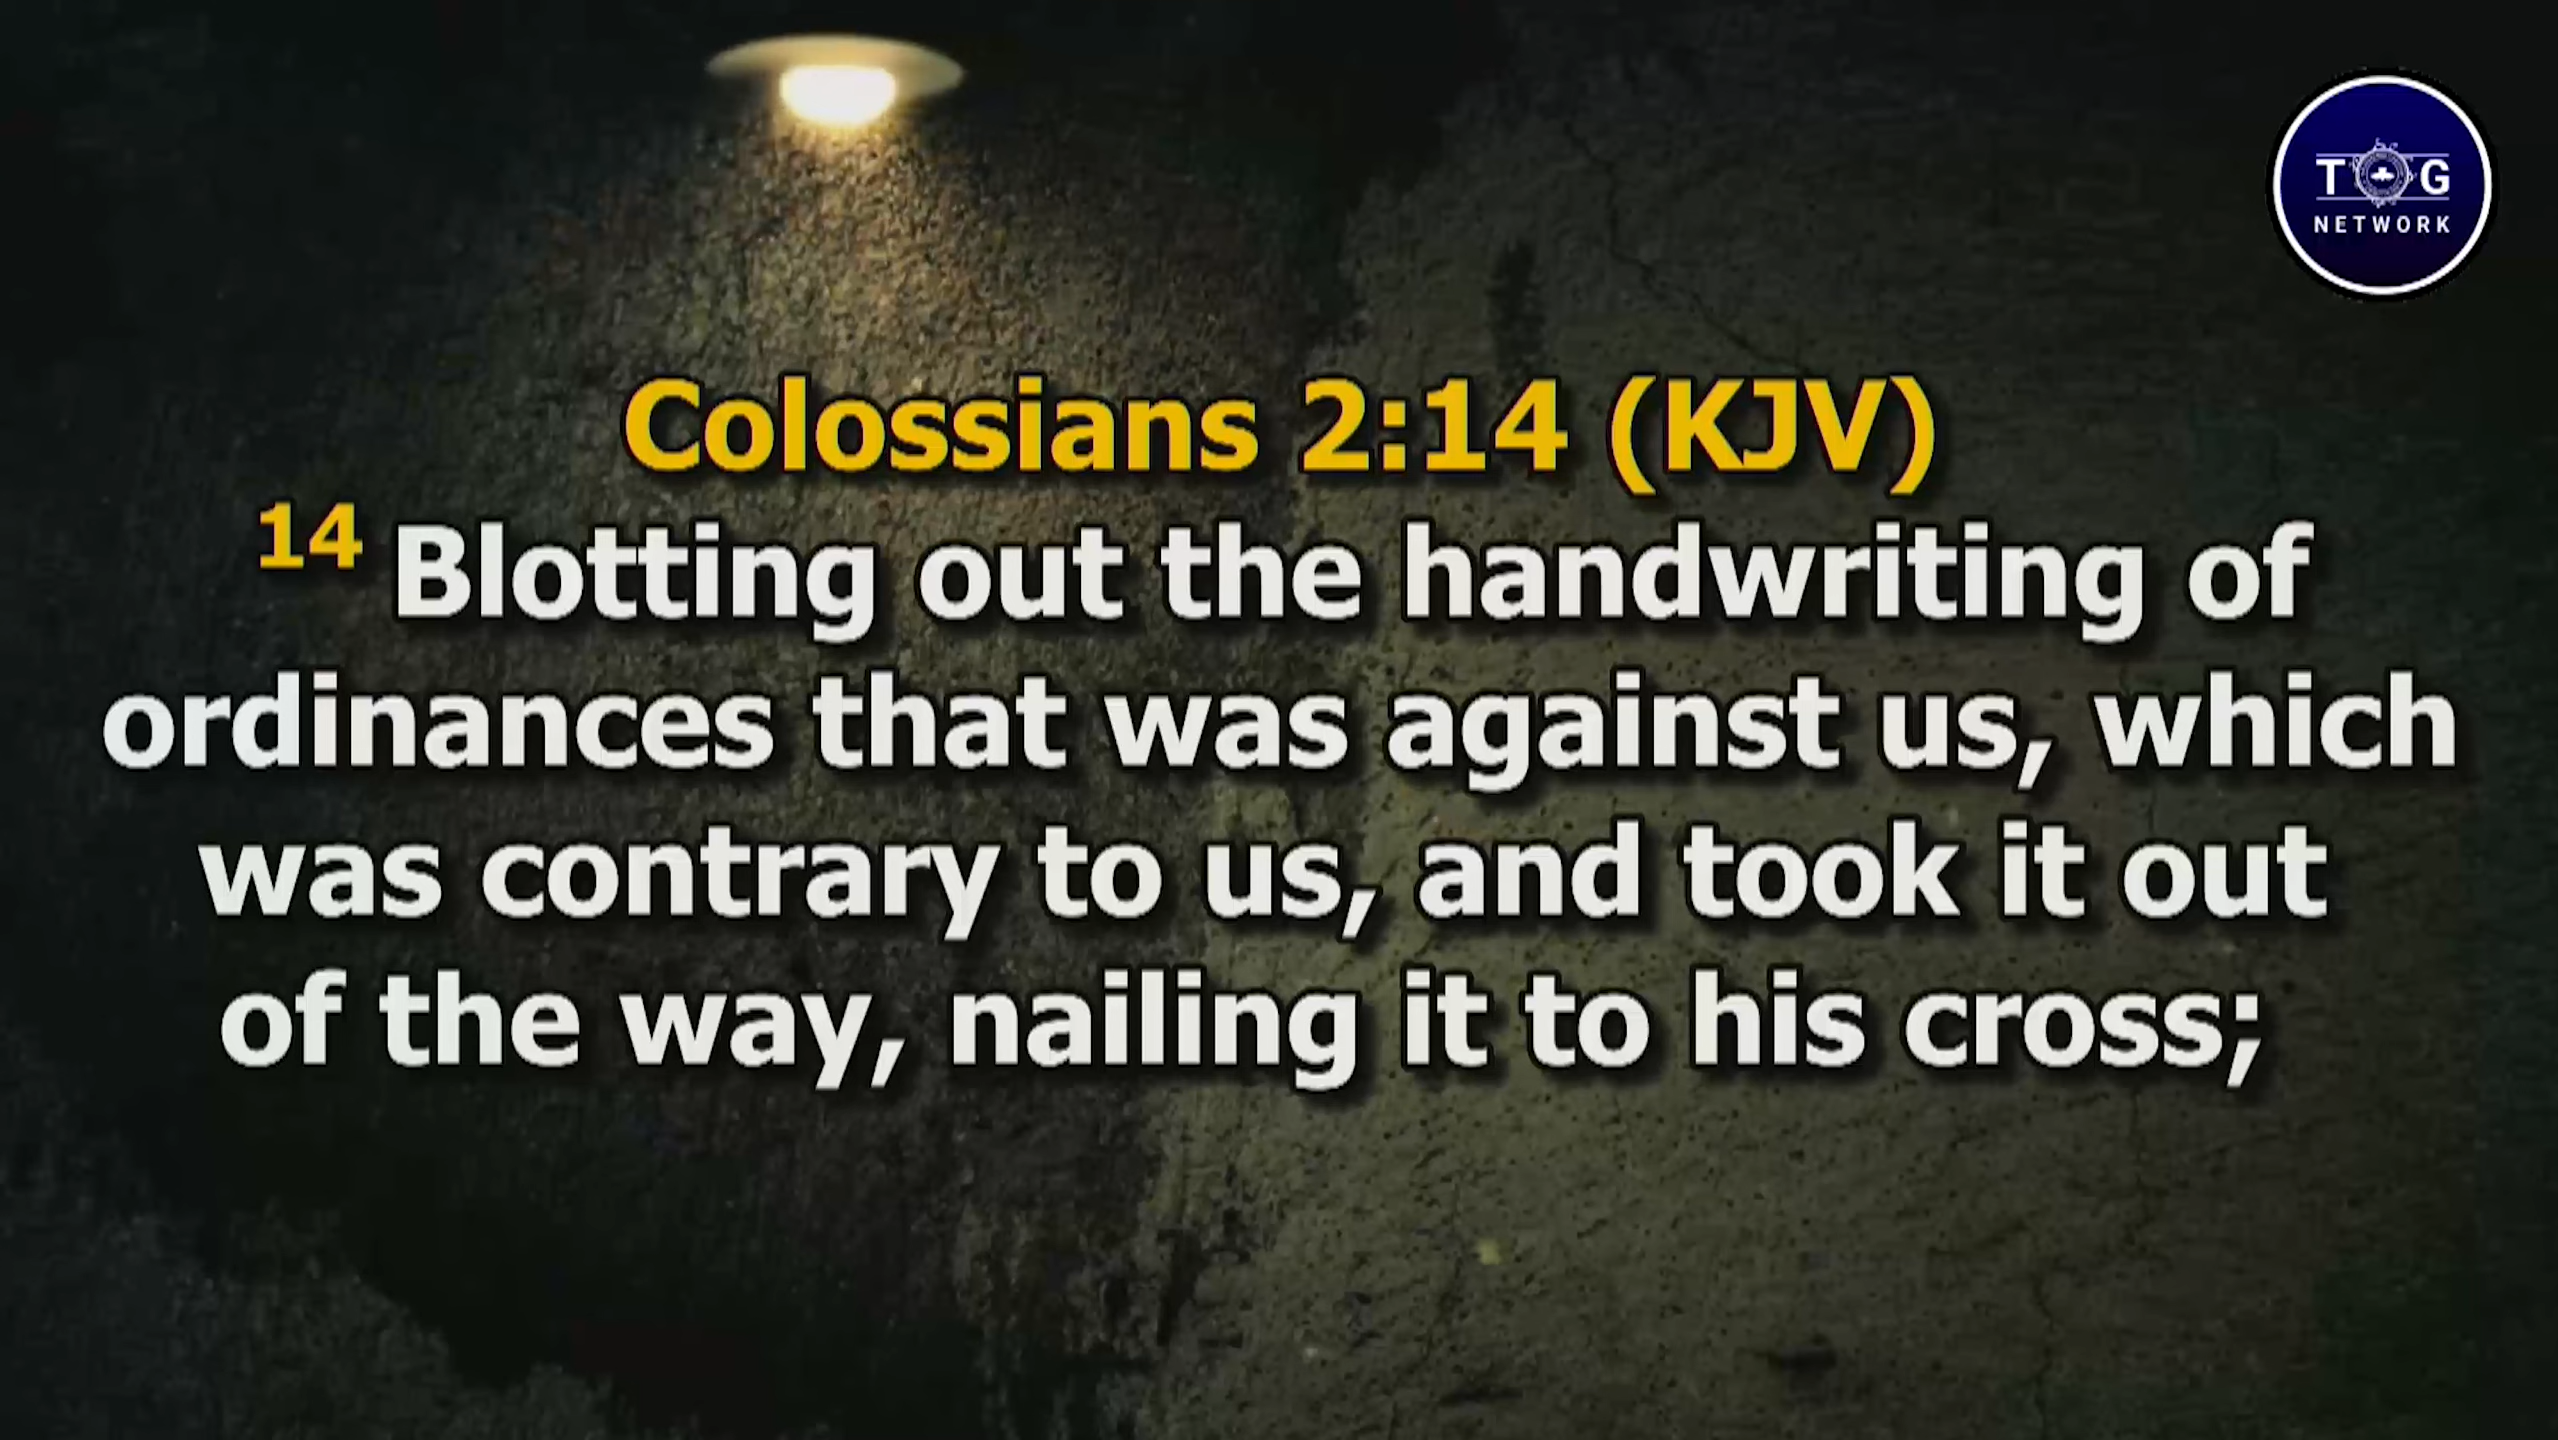 T G
NETWORK
Colossians 2:14 (KJV)
14 Blotting out the handwriting of
ordinances that was against us, which
was contrary to us, and took it out
of the way, nailing it to his cross;